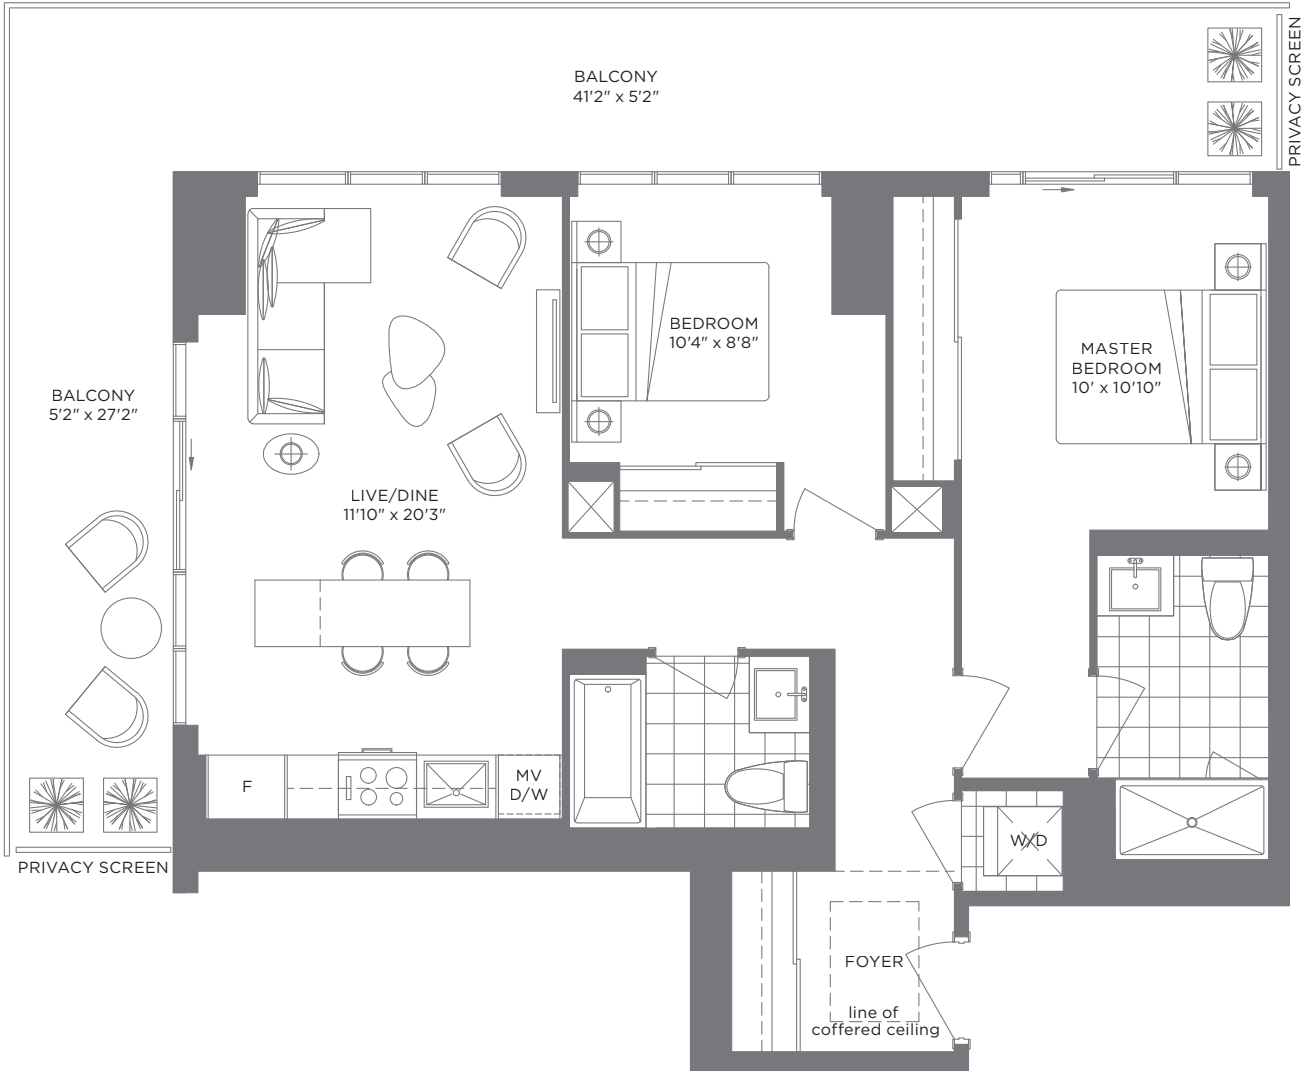 BALCONY
41'2" x 5'2"
PRIVACY SCREEN
BEDROOM
10'4" x 8'8"
MASTER
BEDROOM
10' x 10'10"
BALCONY
5'2" x 27'2"
LIVE/DINE
11'10" x 20'3"
F
MV
D/W
W/D
PRIVACY SCREEN
FOYER
line of
coffered ceiling